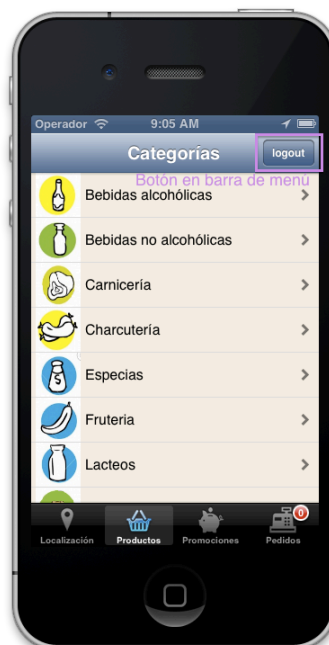 Operador 9:05 AM
Categorías logout
Botón en barra de menú
Bebidas alcohólicas
Bebidas no alcohólicas
Carnicería
Charcutería
Especias
Fruteria
Lacteos
0
Localización Productos Promociones Pedidos